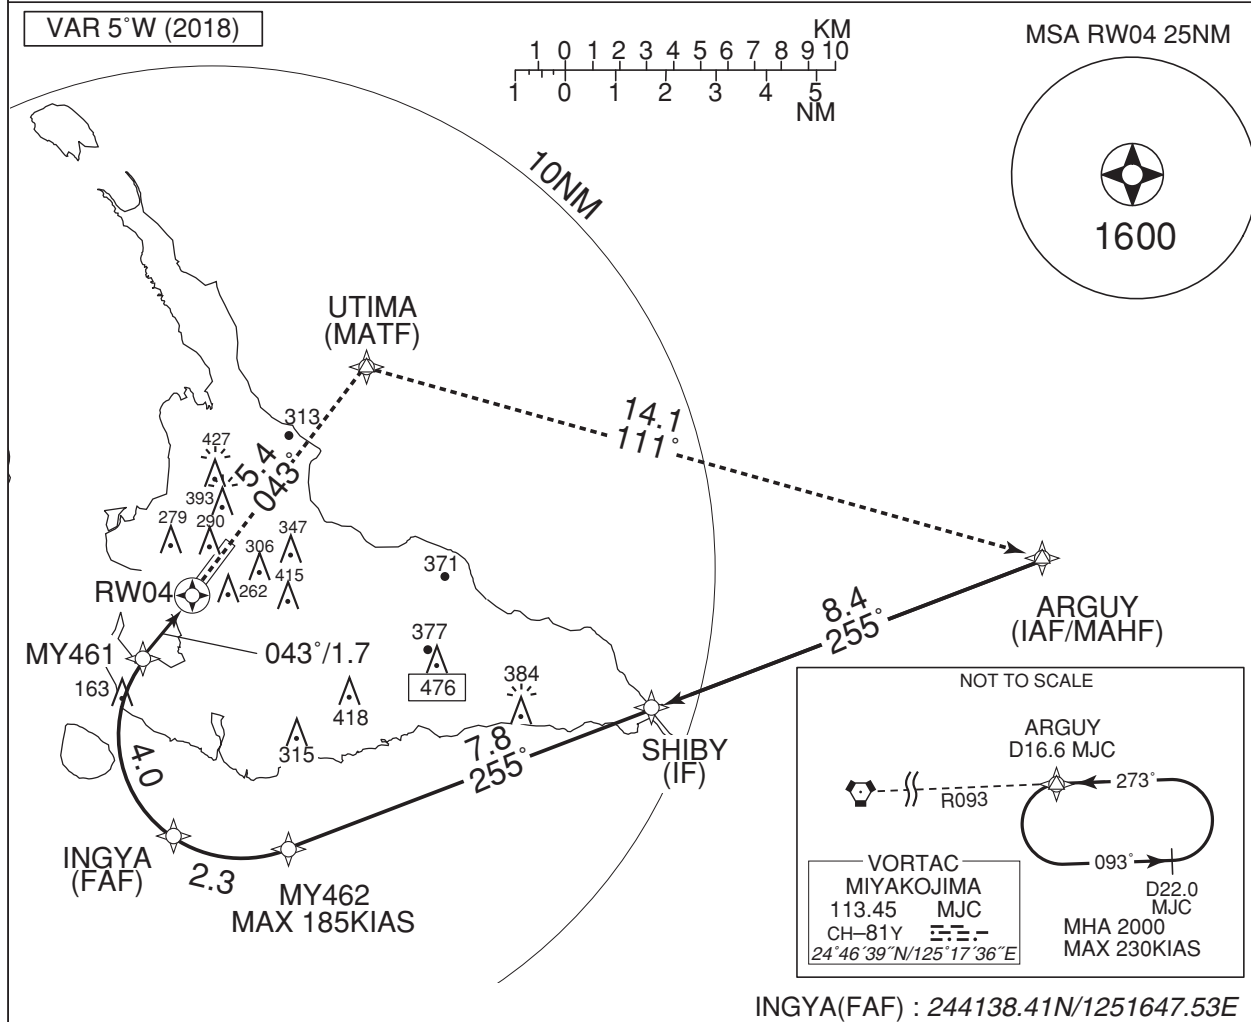 VAR 5°W (2018)
KM
1 0 1 2 3 4 5 6 7 8 9 10
1 0 1 2 3 4 5
NM
MSA RW04 25NM
1600
10NM
UTIMA
(MATF)
14.1
111°
313
427
5.4
043°
393
279
290
306
347
262
415
371
RW04
MY461
043°/1.7
163
377
476
384
418
315
8.4
255°
ARGUY
(IAF/MAHF)
SHIBY
(IF)
7.8
255°
4.0
INGYA
(FAF)
2.3
MY462
MAX 185KIAS
NOT TO SCALE
ARGUY
D16.6 MJC
R093
273°
093°
D22.0
MJC
MHA 2000
MAX 230KIAS
VORTAC
MIYAKOJIMA
113.45 MJC
CH–81Y
24°46′39″N/125°17′36″E
INGYA(FAF) : 244138.41N/1251647.53E